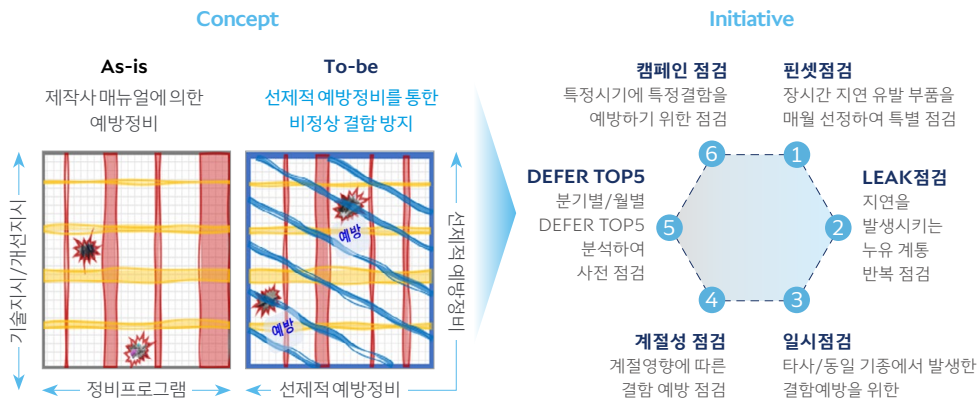 Concept
As-is
제작사 매뉴얼에 의한
예방정비
To-be
선제적 예방정비를 통한
비정상 결함 방지
기술지시/개선지시
정비프로그램
예방
예방
선제적 예방정비
선제적 예방정비
Initiative
캠페인 점검
특정시기에 특정결함을
예방하기 위한 점검
핀셋점검
장시간 지연 유발 부품을
매월 선정하여 특별 점검
6
1
DEFER TOP5
분기별/월별
DEFER TOP5
분석하여
사전 점검
5
2
LEAK점검
지연을
발생시키는
누유 계통
반복 점검
4
3
계절성 점검
계절영향에 따른
결함 예방 점검
일시점검
타사/동일 기종에서 발생한
결함예방을 위한